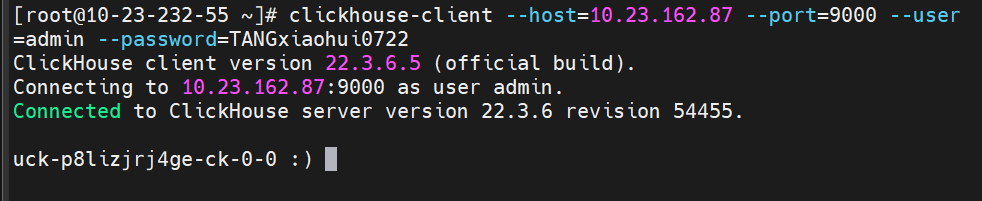 [root@10-23-232-55 ~]# clickhouse-client --host=10.23.162.87 --port=9000 --user
=admin --password=TANGxiaohui0722
ClickHouse client version 22.3.6.5 (official build).
Connecting to 10.23.162.87:9000 as user admin.
Connected to ClickHouse server version 22.3.6 revision 54455.
uck-p8lizjrj4ge-ck-0-0 :)